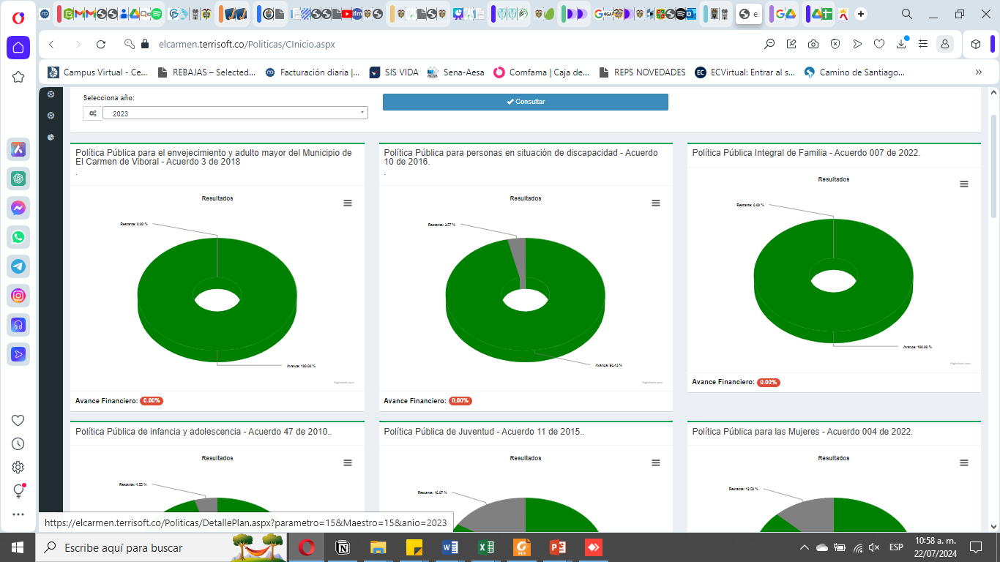 elcarmen.terrisoft.co/Politicas/CInicio.aspx
Campus Virtual - Ce...
REBAJAS – Selected...
Facturación diaria |...
SIS VIDA
Sena-Aesa
Comfama | Caja de...
REPS NOVEDADES
ECVirtual: Entrar al s...
Camino de Santiago...
Selecciona año:
2023
Consultar
Política Pública para el envejecimiento y adulto mayor del Municipio de
El Carmen de Viboral - Acuerdo 3 de 2018
.
Resultados
Restante: 0.00 %
Avance: 100.00 %
Highcharts.com
Avance Financiero: 0.00%
Política Pública para personas en situación de discapacidad - Acuerdo
10 de 2016.
.
Resultados
Restante: 3.57 %
Avance: 96.43 %
Highcharts.com
Avance Financiero: 0.00%
Política Pública Integral de Familia - Acuerdo 007 de 2022.
Resultados
Restante: 0.00 %
Avance: 100.00 %
Highcharts.com
Avance Financiero: 0.00%
Política Pública de infancia y adolescencia - Acuerdo 47 de 2010..
Resultados
Restante: 4.55 %
Política Pública de Juventud - Acuerdo 11 de 2015..
Resultados
Restante: 16.07 %
Política Pública para las Mujeres - Acuerdo 004 de 2022.
Resultados
Restante: 12.50 %
https://elcarmen.terrisoft.co/Politicas/DetallePlan.aspx?parametro=15&Maestro=15&anio=2023
Escribe aquí para buscar
ESP
10:58 a. m.
22/07/2024